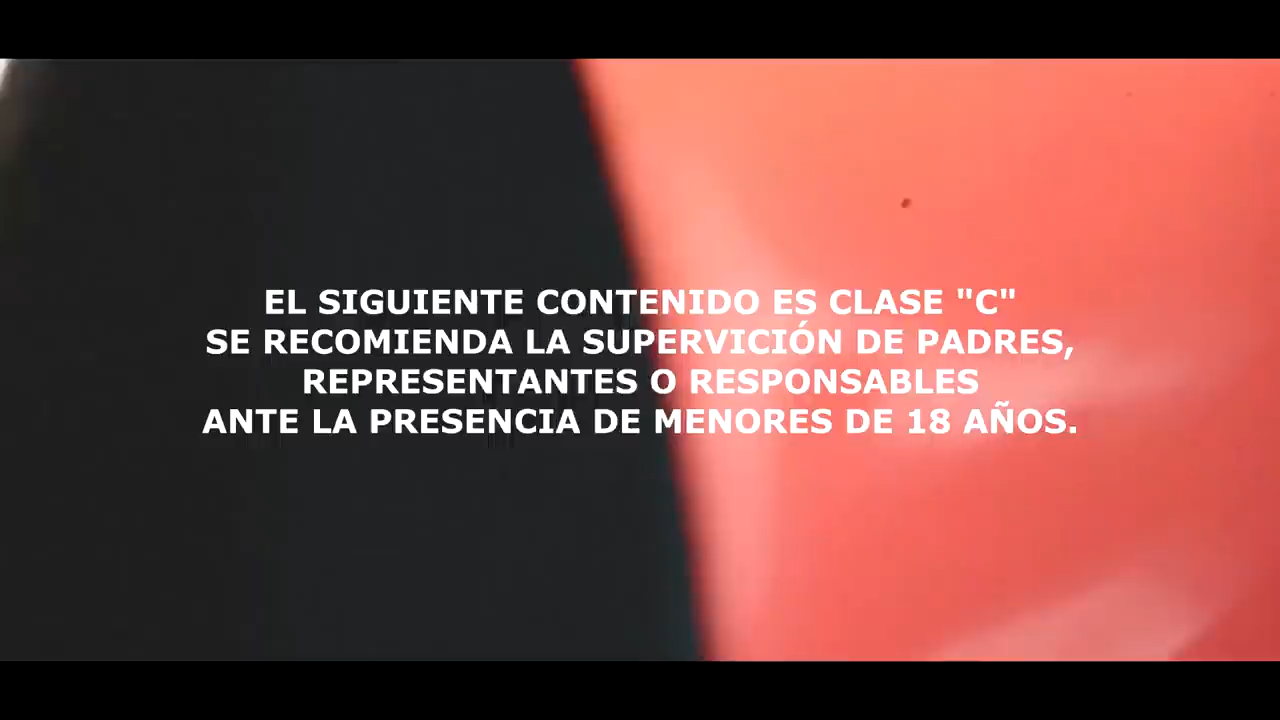 EL SIGUIENTE CONTENIDO ES CLASE "C"
SE RECOMIENDA LA SUPERVICIÓN DE PADRES,
REPRESENTANTES O RESPONSABLES
ANTE LA PRESENCIA DE MENORES DE 18 AÑOS.